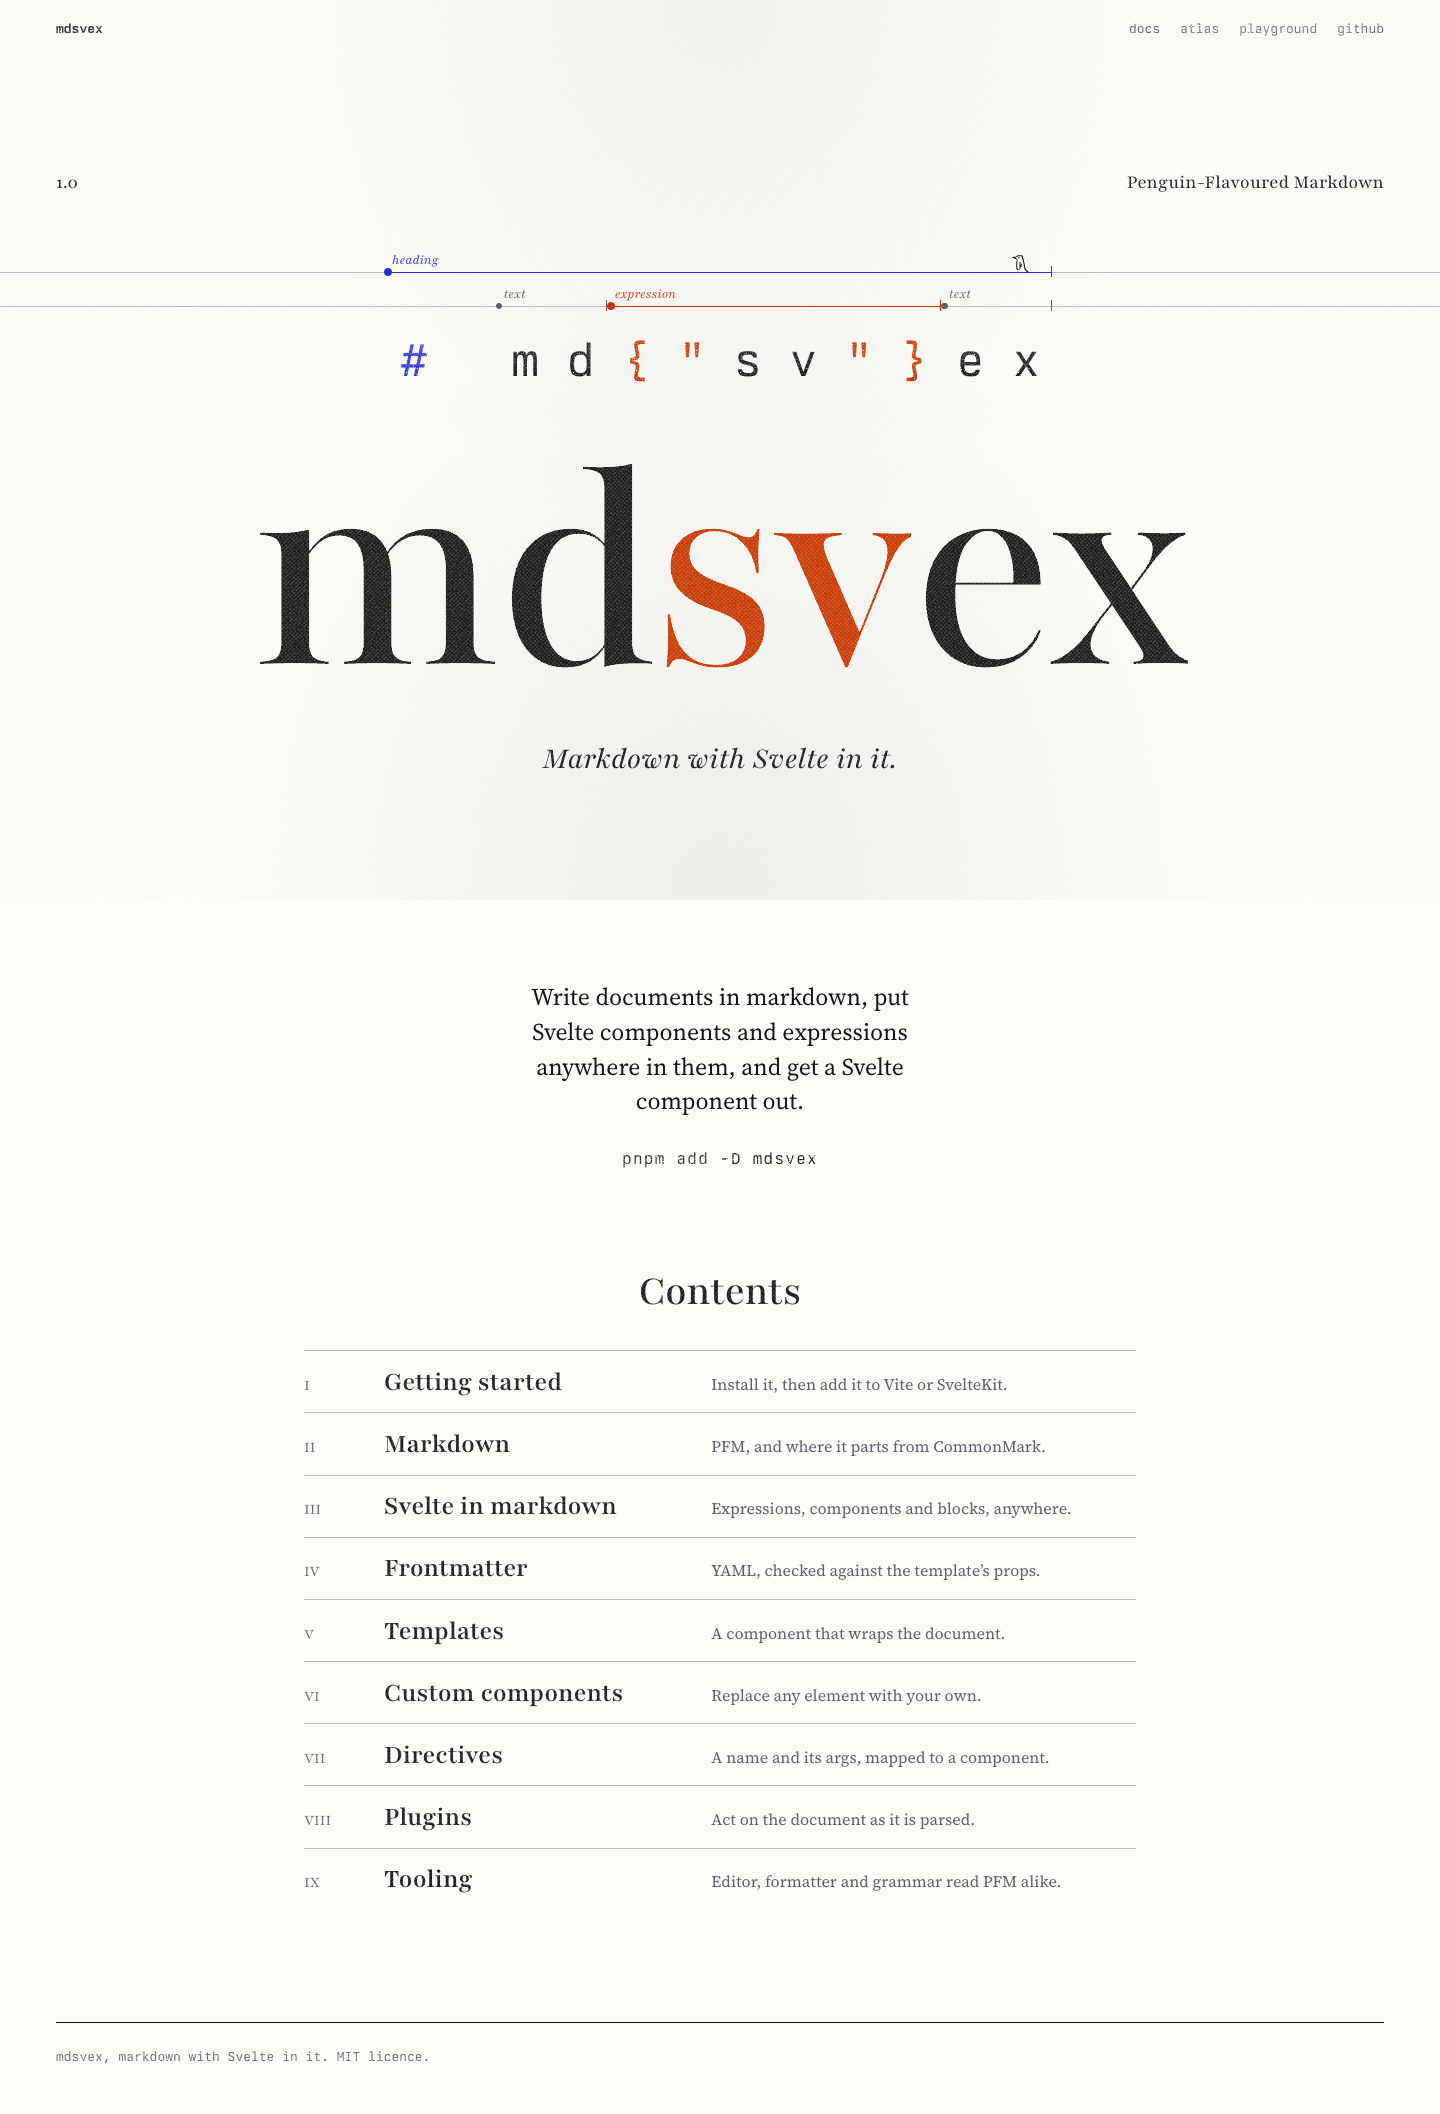 mdsvex
docs atlas playground github
1.0
Penguin-Flavoured Markdown
heading
text expression text
# md{"sv"}ex
mdsvex
Markdown with Svelte in it.
Write documents in markdown, put
Svelte components and expressions
anywhere in them, and get a Svelte
component out.
pnpm add -D mdsvex
Contents
I Getting started Install it, then add it to Vite or SvelteKit.
II Markdown PFM, and where it parts from CommonMark.
III Svelte in markdown Expressions, components and blocks, anywhere.
IV Frontmatter YAML, checked against the template’s props.
V Templates A component that wraps the document.
VI Custom components Replace any element with your own.
VII Directives A name and its args, mapped to a component.
VIII Plugins Act on the document as it is parsed.
IX Tooling Editor, formatter and grammar read PFM alike.
mdsvex, markdown with Svelte in it. MIT licence.